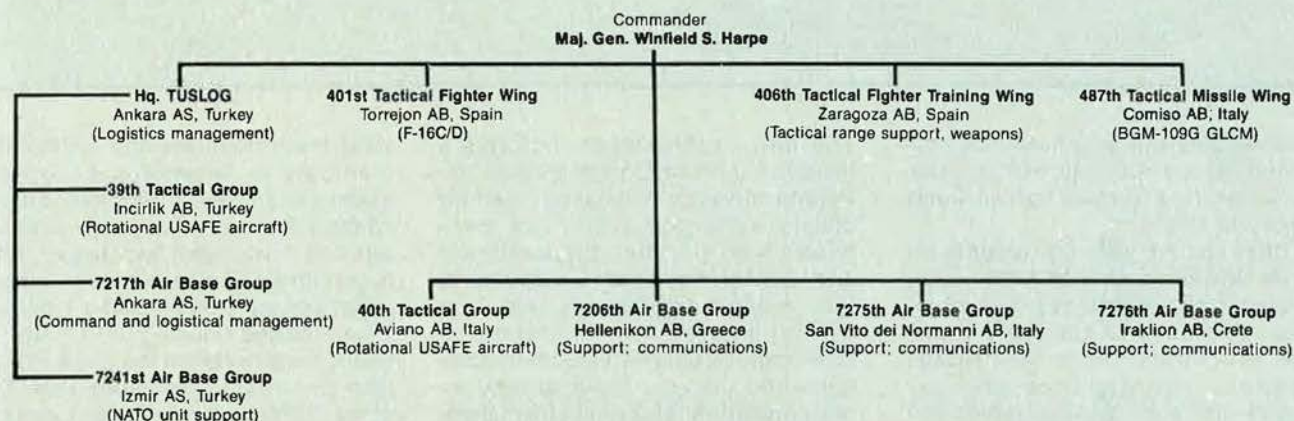 Commander
Maj. Gen. Winfield S. Harpe
Hq. TUSLOG
Ankara AS, Turkey
(Logistics management)
401st Tactical Fighter Wing
Torrejon AB, Spain
(F-16C/D)
406th Tactical Fighter Training Wing
Zaragoza AB, Spain
(Tactical range support, weapons)
487th Tactical Missile Wing
Comiso AB; Italy
(BGM-109G GLCM)
39th Tactical Group
Incirlik AB, Turkey
(Rotational USAFE aircraft)
7217th Air Base Group
Ankara AS, Turkey
(Command and logistical management)
7241st Air Base Group
Izmir AS, Turkey
(NATO unit support)
40th Tactical Group
Aviano AB, Italy
(Rotational USAFE aircraft)
7206th Air Base Group
Hellenikon AB, Greece
(Support; communications)
7275th Air Base Group
San Vito dei Normanni AB, Italy
(Support; communications)
7276th Air Base Group
Iraklion AB, Crete
(Support; communications)